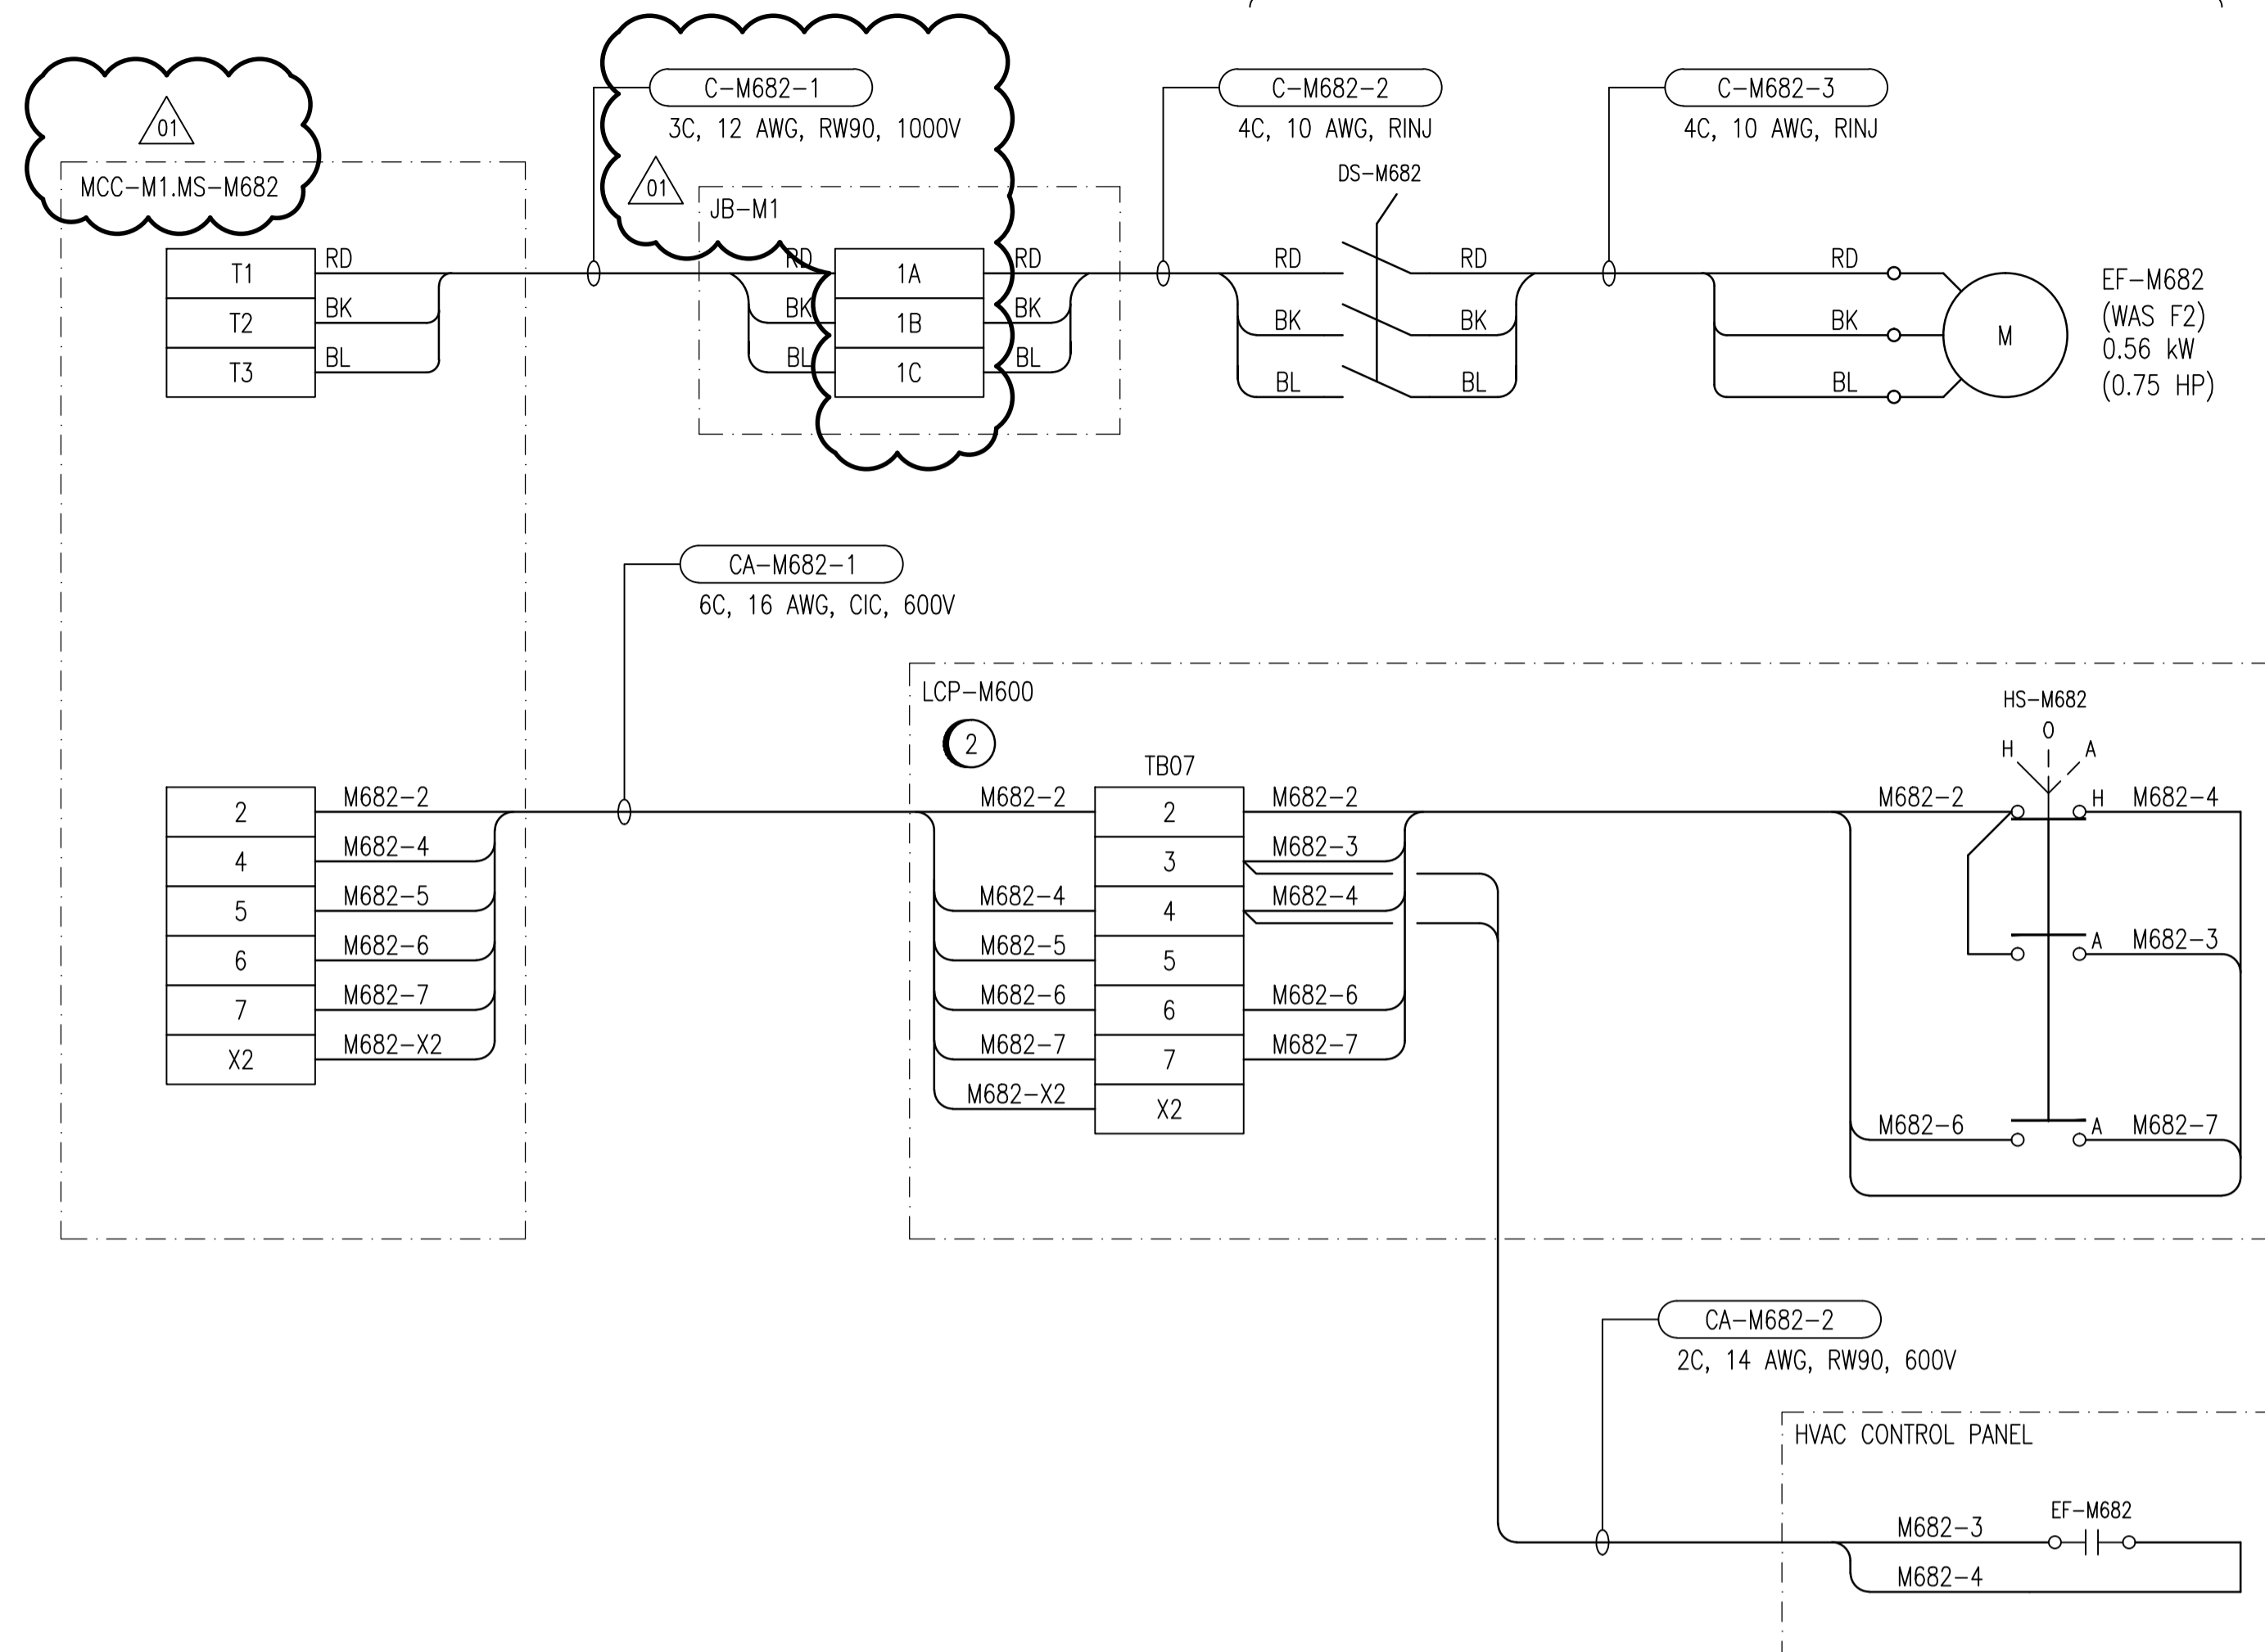 01
MCC-M1.MS-M682
C-M682-1
3C, 12 AWG, RW90, 1000V
01
JB-M1
C-M682-2
4C, 10 AWG, RINJ
DS-M682
C-M682-3
4C, 10 AWG, RINJ
T1 RD RD 1A RD RD RD RD
T2 BK BK 1B BK BK BK BK
T3 BL BL 1C BL BL BL BL
M
EF-M682
(WAS F2)
0.56 kW
(0.75 HP)
CA-M682-1
6C, 16 AWG, CIC, 600V
LCP-M600
2
TB07
HS-M682
O
H A
2 M682-2
4 M682-4
5 M682-5
6 M682-6
7 M682-7
X2 M682-X2
M682-2 2 M682-2
3 M682-3
M682-4 4 M682-4
M682-5 5
M682-6 6 M682-6
M682-7 7 M682-7
M682-X2 X2
M682-2 H M682-4
A M682-3
M682-6 A M682-7
CA-M682-2
2C, 14 AWG, RW90, 600V
HVAC CONTROL PANEL
EF-M682
M682-3
M682-4